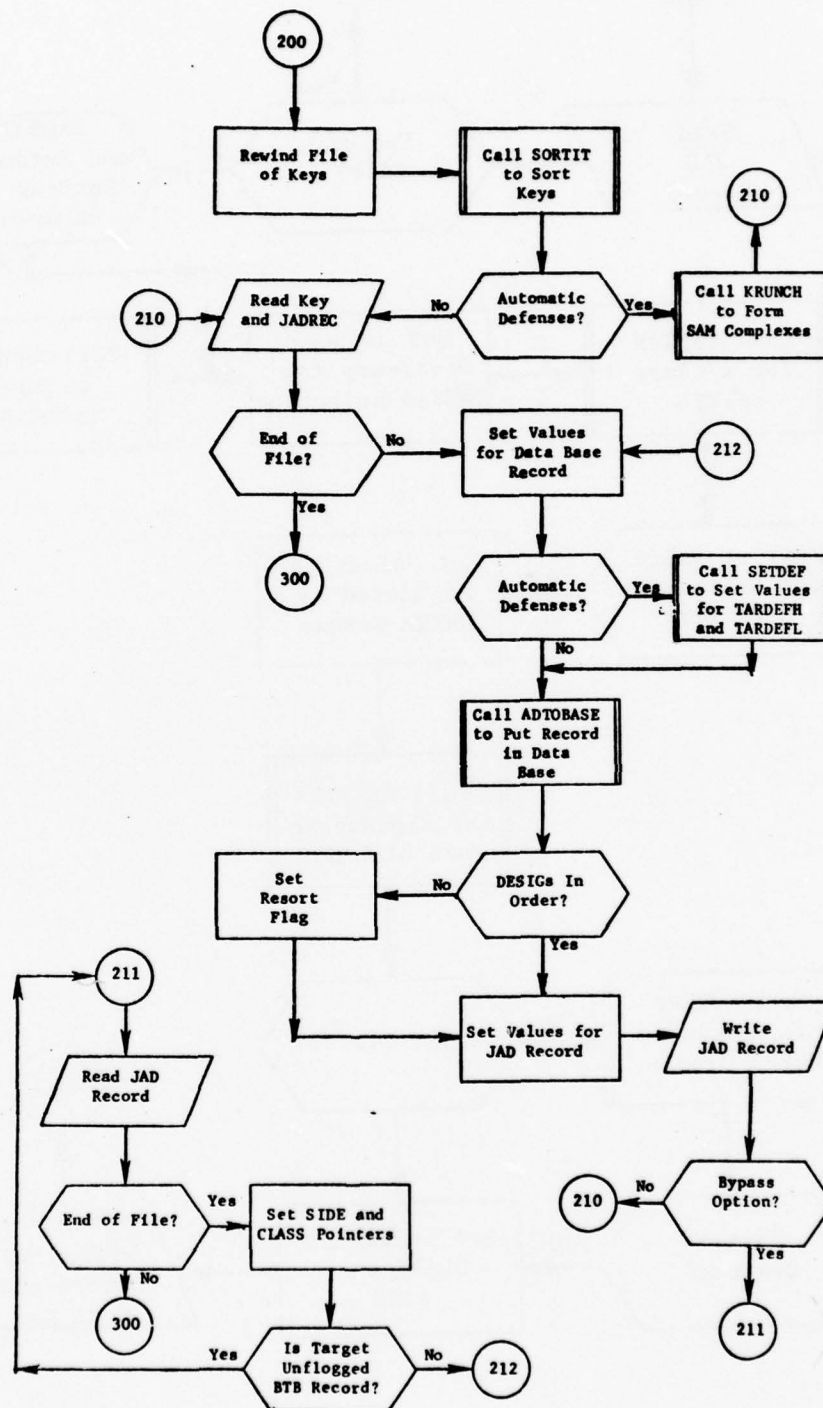 200
Rewind File
of Keys
Call SORTIT
to Sort
Keys
210
Automatic
Defenses?
Yes
No
Call KRUNCH
to Form
SAM Complexes
210
Read Key
and JADREC
End of
File?
No
Yes
300
Set Values
for Data Base
Record
212
Automatic
Defenses?
Yes
No
Call SETDEF
to Set Values
for TARDEFH
and TARDEFL
Call ADTOBASE
to Put Record
in Data
Base
DESIGs In
Order?
No
Yes
Set
Resort
Flag
Set Values for
JAD Record
Write
JAD Record
Bypass
Option?
No
210
Yes
211
211
Read JAD
Record
End of File?
Yes
No
300
Set SIDE and
CLASS Pointers
Is Target
Unflogged
BTB Record?
Yes
No
212